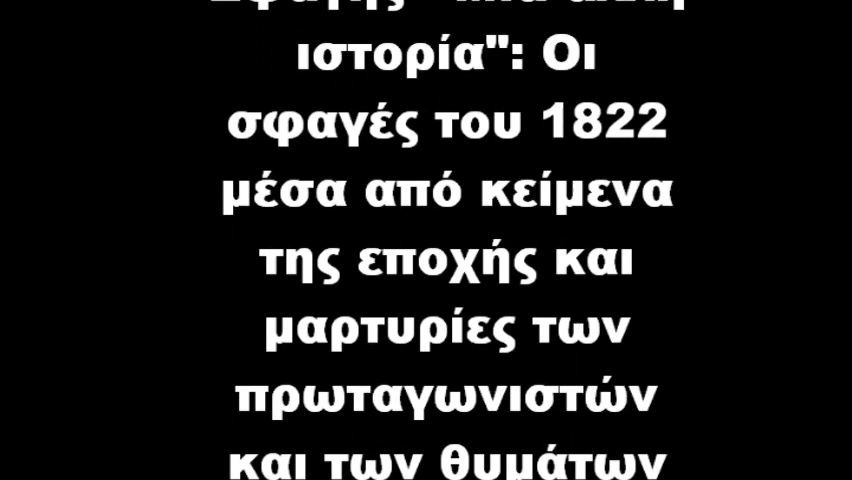 ιστορία": Οι
σφαγές του 1822
μέσα από κείμενα
της εποχής και
μαρτυρίες των
πρωταγωνιστών
και των θυμάτων